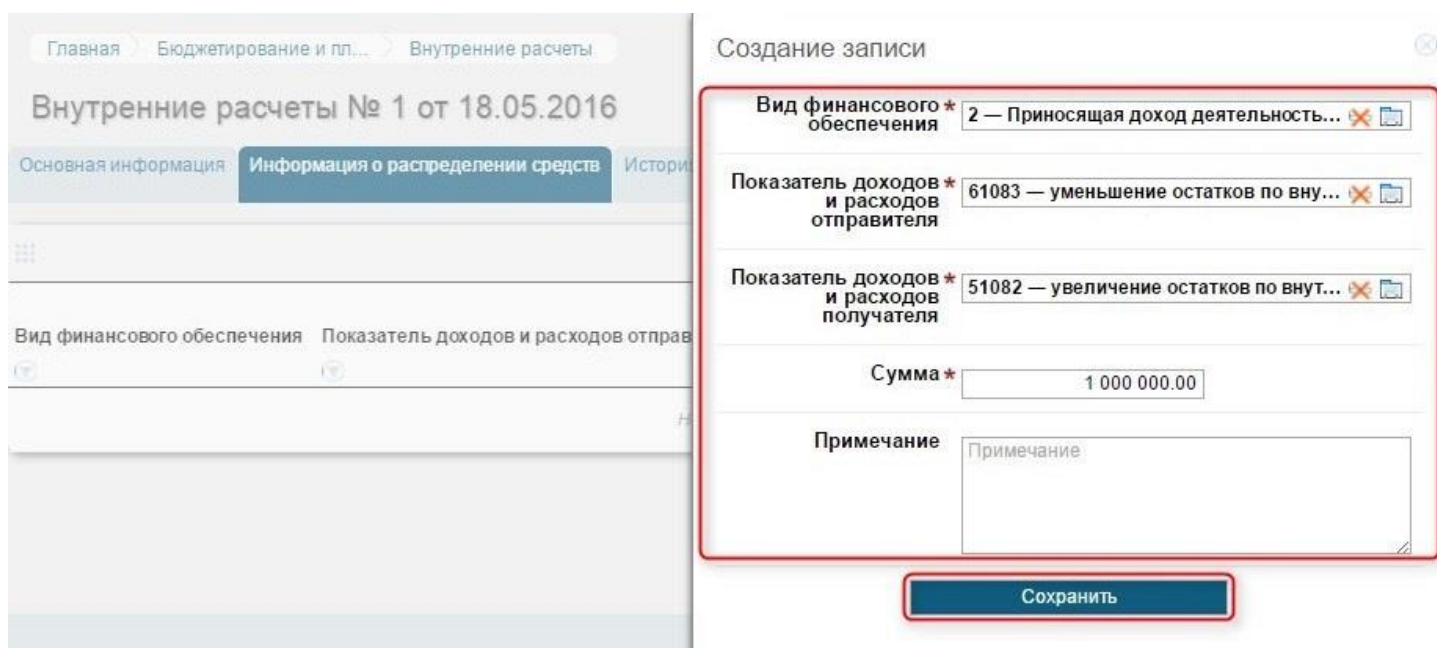 Главная Бюджетирование и пл... Внутренние расчеты
Внутренние расчеты № 1 от 18.05.2016
Основная информация Информация о распределении средств
Вид финансового обеспечения Показатель доходов и расходов
Создание записи
Вид финансового *
обеспечения
2 — Приносящая доход деятельность...
Показатель доходов *
и расходов
отправителя
61083 — уменьшение остатков по вну...
Показатель доходов *
и расходов
получателя
51082 — увеличение остатков по внут...
Сумма *
1 000 000.00
Примечание
Примечание
Сохранить